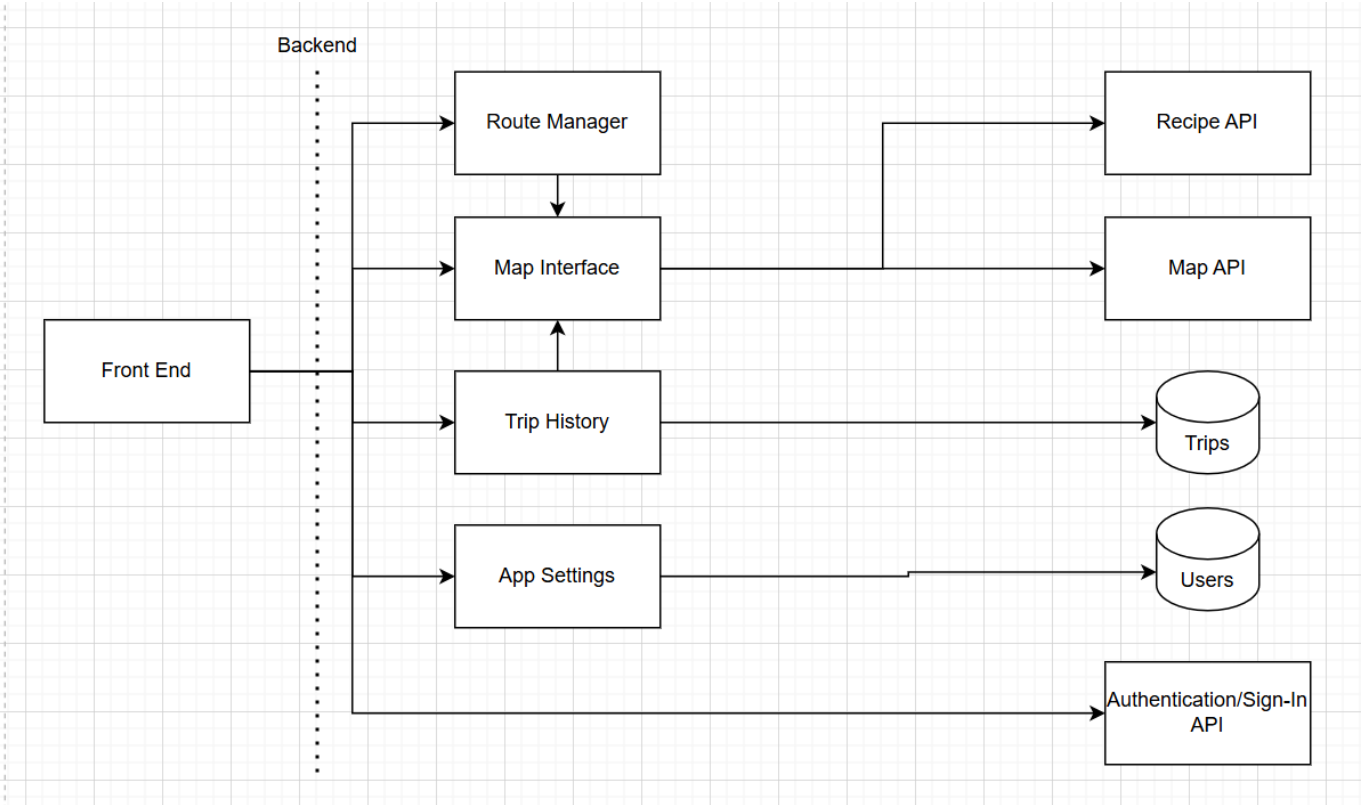 Backend
Route Manager
Recipe API
Map Interface
Map API
Front End
Trip History
Trips
App Settings
Users
Authentication/Sign-In
API